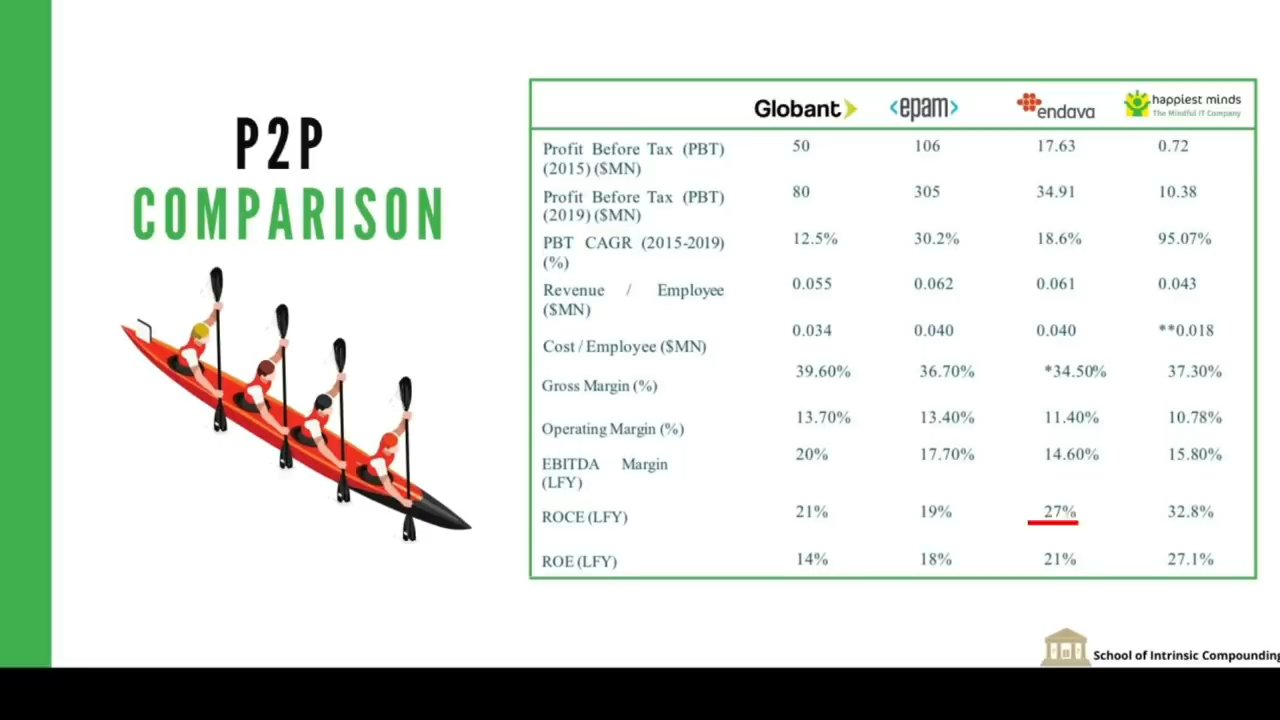 P2P
COMPARISON
Globant epam endava happiest minds
The Mindful IT Company
Profit Before Tax (PBT) (2015) ($MN) 50 106 17.63 0.72
Profit Before Tax (PBT) (2019) ($MN) 80 305 34.91 10.38
PBT CAGR (2015-2019) (%) 12.5% 30.2% 18.6% 95.07%
Revenue / Employee ($MN) 0.055 0.062 0.061 0.043
Cost / Employee ($MN) 0.034 0.040 0.040 **0.018
Gross Margin (%) 39.60% 36.70% *34.50% 37.30%
Operating Margin (%) 13.70% 13.40% 11.40% 10.78%
EBITDA Margin (LFY) 20% 17.70% 14.60% 15.80%
ROCE (LFY) 21% 19% 27% 32.8%
ROE (LFY) 14% 18% 21% 27.1%
School of Intrinsic Compounding